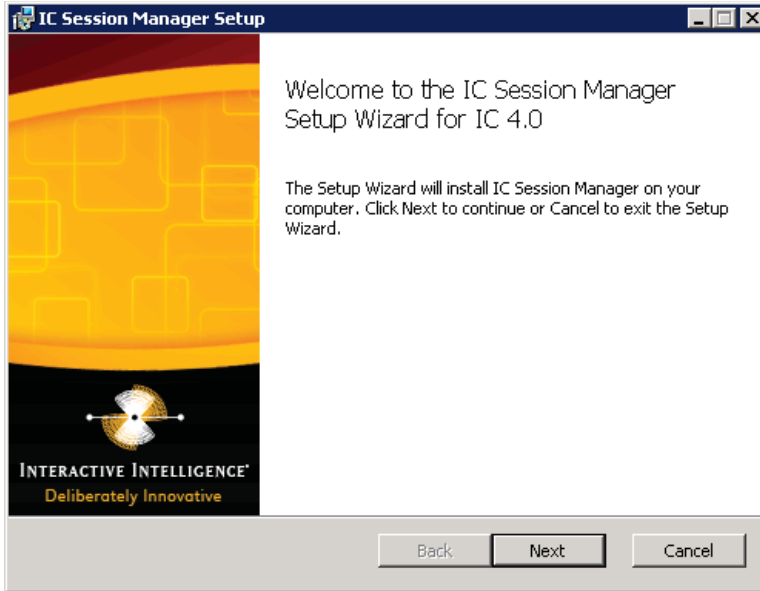 IC Session Manager Setup
Welcome to the IC Session Manager
Setup Wizard for IC 4.0
The Setup Wizard will install IC Session Manager on your
computer. Click Next to continue or Cancel to exit the Setup
Wizard.
INTERACTIVE INTELLIGENCE®
Deliberately Innovative
Back Next Cancel